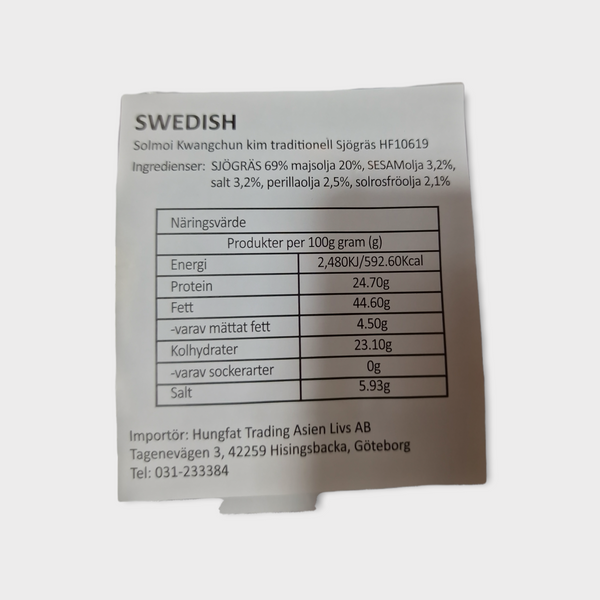 SWEDISH
Solmoi Kwangchun kim traditionell Sjögräs HF10619
Ingredienser: SJÖGRÄS 69% majsolja 20%, SESAMolja 3,2%,
salt 3,2%, perillaolja 2,5%, solrosfröolja 2,1%
Näringsvärde
Produkter per 100g gram (g)
Energi 2,480KJ/592.60Kcal
Protein 24.70g
Fett 44.60g
-varav mättat fett 4.50g
Kolhydrater 23.10g
-varav sockerarter 0g
Salt 5.93g
Importör: Hungfat Trading Asien Livs AB
Tagenevägen 3, 42259 Hisingsbacka, Göteborg
Tel: 031-233384